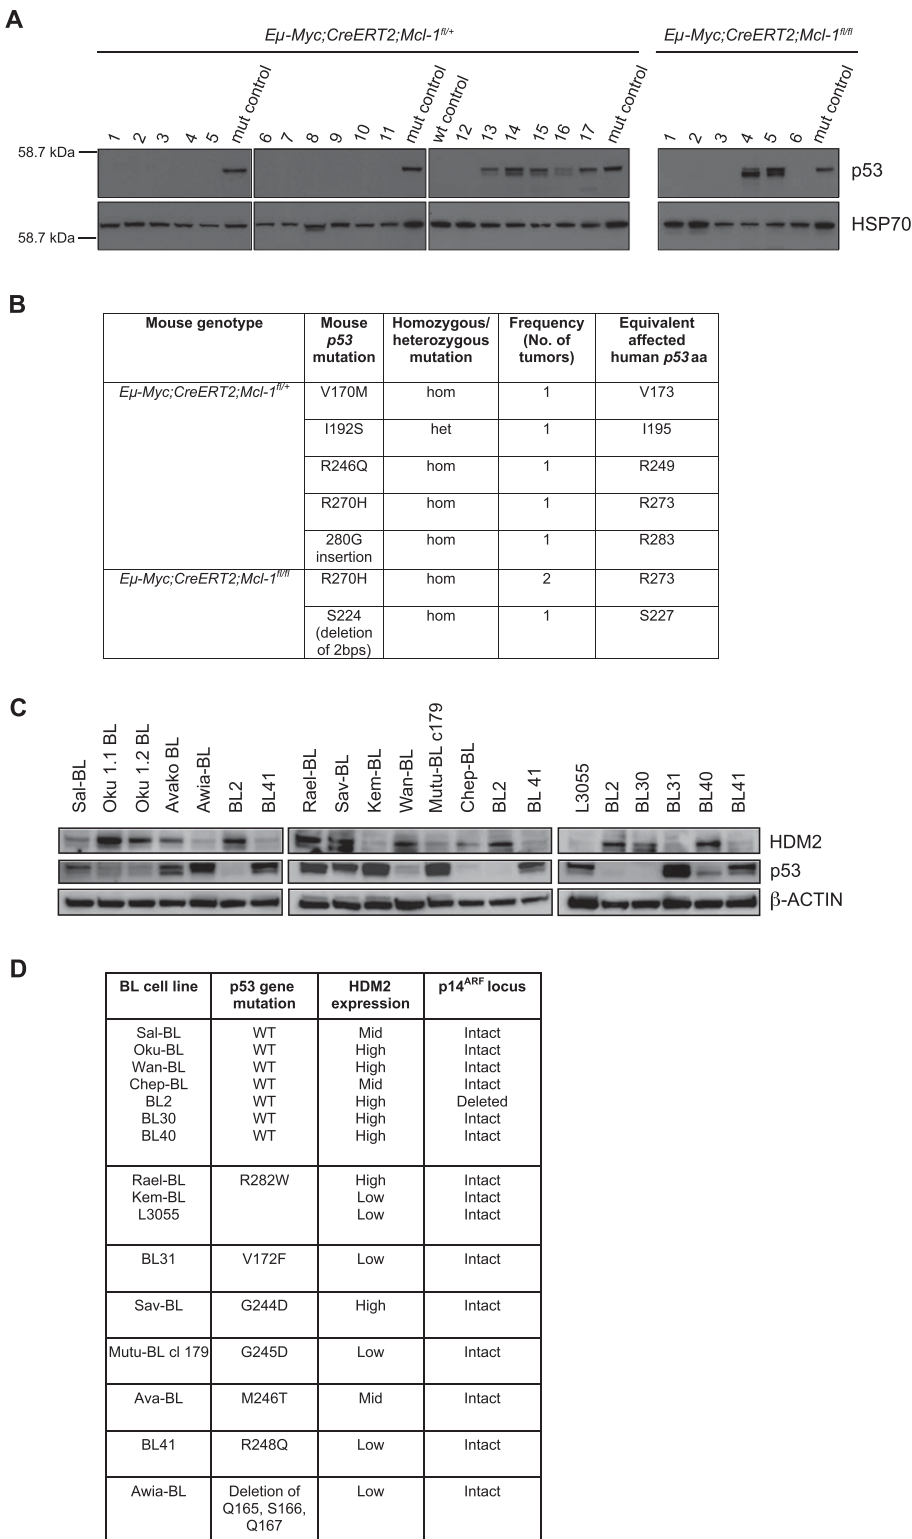 A
Eμ-Myc;CreERT2;Mcl-1fl/+
Eμ-Myc;CreERT2;Mcl-1fl/fl
1 2 3 4 5 mut control 6 7 8 9 10 11 mut control wt control 12 13 14 15 16 17 mut control 1 2 3 4 5 6 mut control
58.7 kDa
p53
HSP70
58.7 kDa
B
Mouse genotype Mouse Homozygous/ Frequency Equivalent
p53 heterozygous (No. of affected
mutation mutation tumors) human p53 aa
Eμ-Myc;CreERT2;Mcl-1fl/+ V170M hom 1 V173
I192S het 1 I195
R246Q hom 1 R249
R270H hom 1 R273
280G hom 1 R283
insertion
Eμ-Myc;CreERT2;Mcl-1fl/fl R270H hom 2 R273
S224 hom 1 S227
(deletion
of 2bps)
C
Sal-BL Oku 1.1 BL Oku 1.2 BL Avako BL Awia-BL BL2 BL41 Rael-BL Sav-BL Kem-BL Wan-BL Mutu-BL c179 Chep-BL BL2 BL 41 L3055 BL2 BL30 BL31 BL40 BL41
HDM2
p53
β-ACTIN
D
BL cell line p53 gene HDM2 p14ARF locus
mutation expression
Sal-BL WT Mid Intact
Oku-BL WT High Intact
Wan-BL WT High Intact
Chep-BL WT Mid Intact
BL2 WT High Deleted
BL30 WT High Intact
BL40 WT High Intact
Rael-BL R282W High Intact
Kem-BL Low Intact
L3055 Low Intact
BL31 V172F Low Intact
Sav-BL G244D High Intact
Mutu-BL cl 179 G245D Low Intact
Ava-BL M246T Mid Intact
BL41 R248Q Low Intact
Awia-BL Deletion of Low Intact
Q165, S166,
Q167